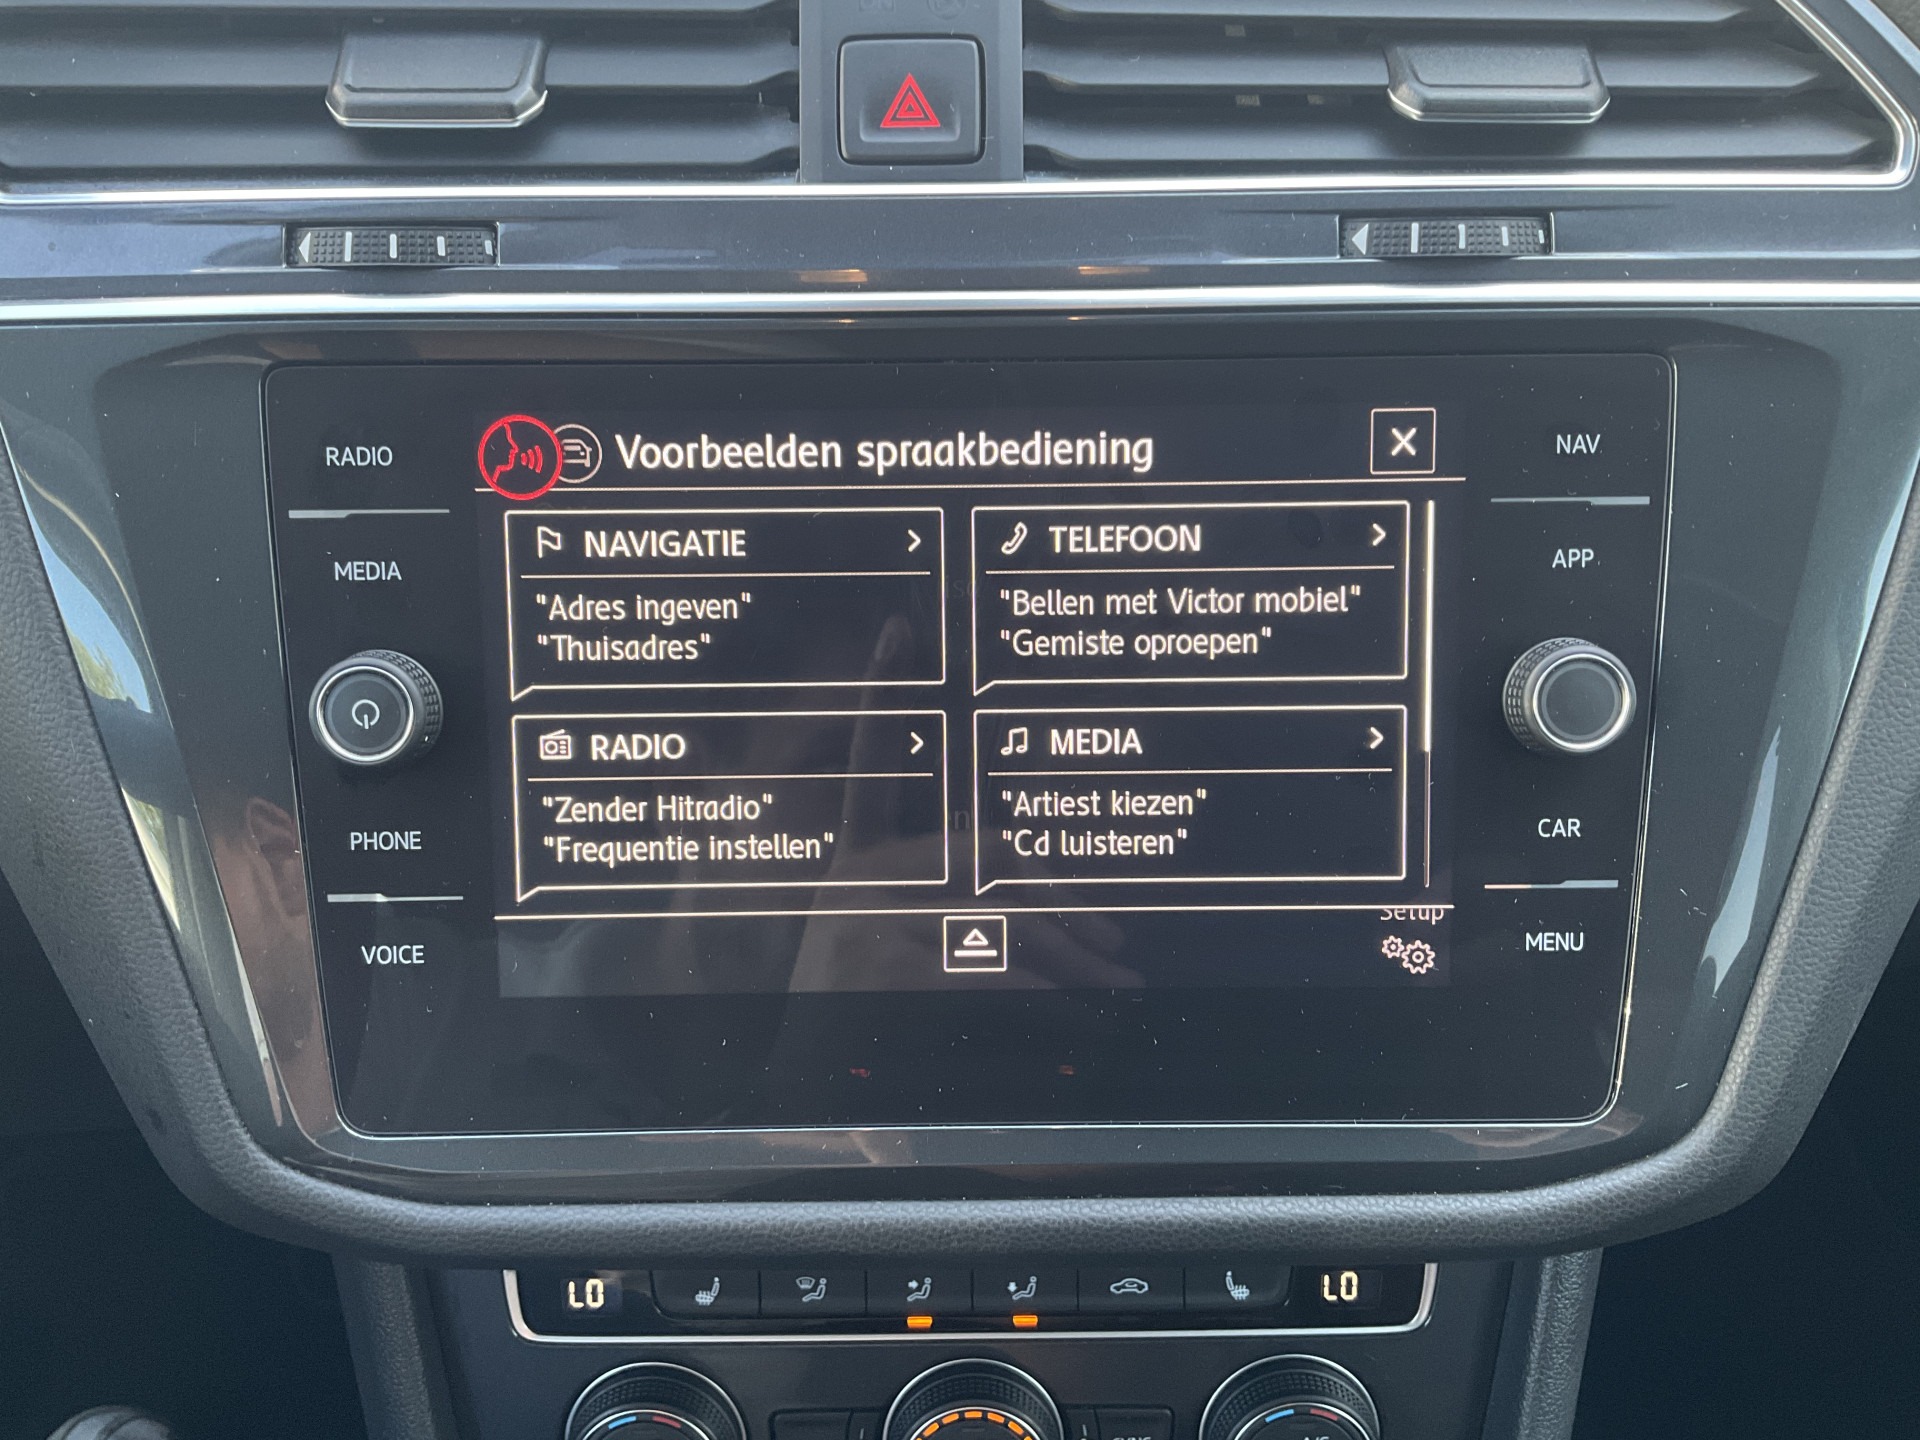 RADIO
MEDIA
PHONE
VOICE
Voorbeelden spraakbediening
NAVIGATIE
"Adres ingeven"
"Thuisadres"
TELEFOON
"Bellen met Victor mobiel"
"Gemiste oproepen"
RADIO
"Zender Hitradio"
"Frequentie instellen"
MEDIA
"Artiest kiezen"
"Cd luisteren"
Setup
NAV
APP
CAR
MENU
LO
LO